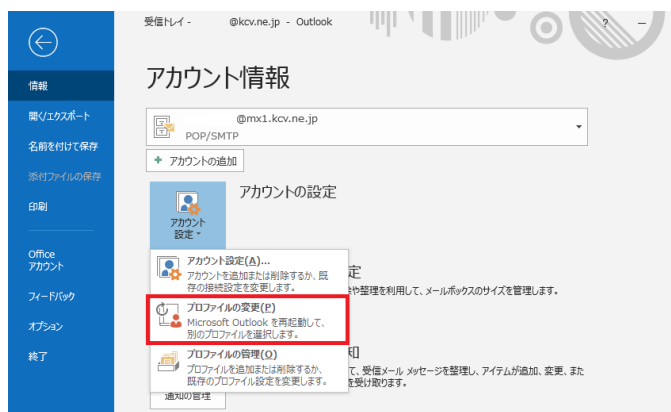 受信トレイ - @kcv.ne.jp - Outlook
?
アカウント情報
情報
開く/エクスポート
名前を付けて保存
添付ファイルの保存
印刷
Office
アカウント
フィードバック
オプション
終了
@mx1.kcv.ne.jp
POP/SMTP
+ アカウントの追加
アカウント
設定
アカウントの設定
アカウント設定(A)...
アカウントを追加または削除するか、既
存の接続設定を変更します。
定
や整理を利用して、メールボックスのサイズを管理します。
プロファイルの変更(P)
Microsoft Outlook を再起動して、
別のプロファイルを選択します。
プロファイルの管理(O)
プロファイルを追加または削除するか、
既存のプロファイル設定を変更します。
て、受信メール メッセージを整理し、アイテムが追加、変更、また
を受け取ります。
通知の管理